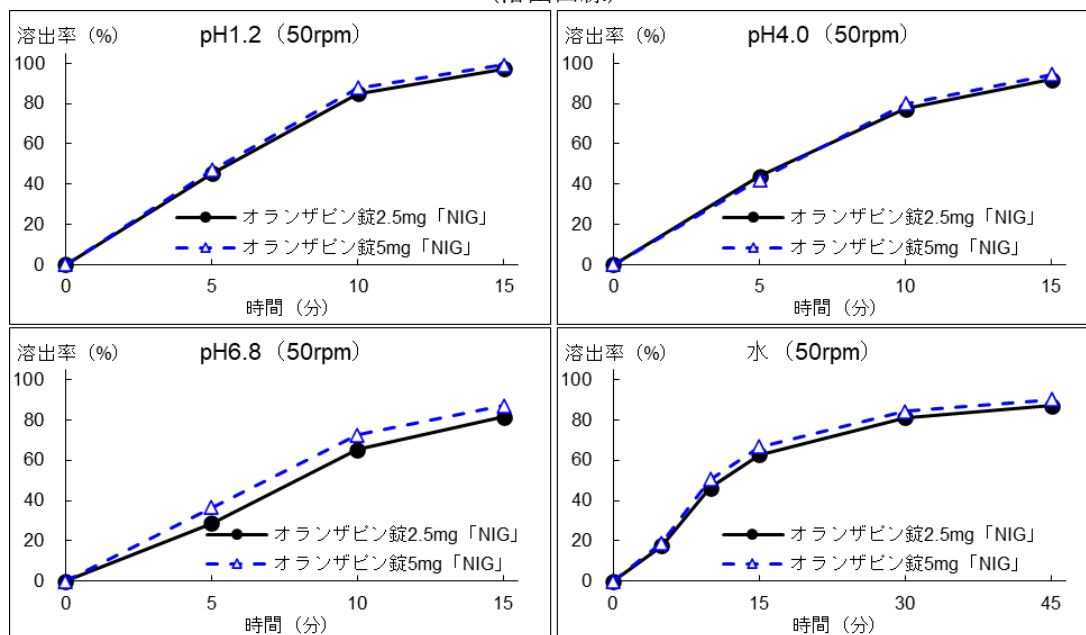 溶出率 (%)
pH1.2（50rpm）
100
80
60
40
20
0
オランザピン錠2.5mg「NIG」
オランザピン錠5mg「NIG」
0 5 10 15
時間（分）
溶出率 (%)
pH4.0（50rpm）
100
80
60
40
20
0
オランザピン錠2.5mg「NIG」
オランザピン錠5mg「NIG」
0 5 10 15
時間（分）
溶出率 (%)
pH6.8（50rpm）
100
80
60
40
20
0
オランザピン錠2.5mg「NIG」
オランザピン錠5mg「NIG」
0 5 10 15
時間（分）
溶出率 (%)
水（50rpm）
100
80
60
40
20
0
オランザピン錠2.5mg「NIG」
オランザピン錠5mg「NIG」
0 15 30 45
時間（分）